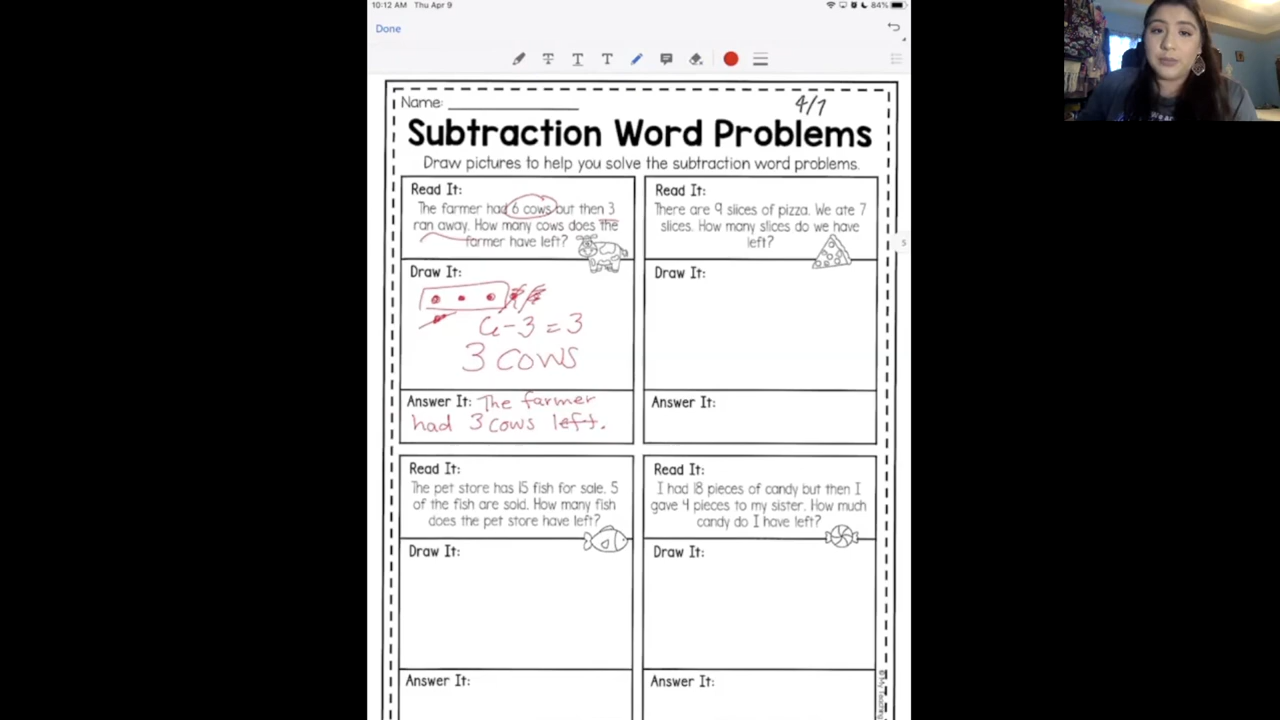 10:12 AM Thu Apr 9
84%
Done
Name:
4/7
Subtraction Word Problems
Draw pictures to help you solve the subtraction word problems.
Read It:
The farmer had 6 cows but then 3
ran away. How many cows does the
farmer have left?
Draw It:
6-3=3
3 cows
Answer It: The farmer
had 3 cows left.
Read It:
There are 9 slices of pizza. We ate 7
slices. How many slices do we have
left?
Draw It:
Answer It:
Read It:
The pet store has 15 fish for sale. 5
of the fish are sold. How many fish
does the pet store have left?
Draw It:
Answer It:
Read It:
I had 18 pieces of candy but then I
gave 4 pieces to my sister. How much
candy do I have left?
Draw It:
Answer It: